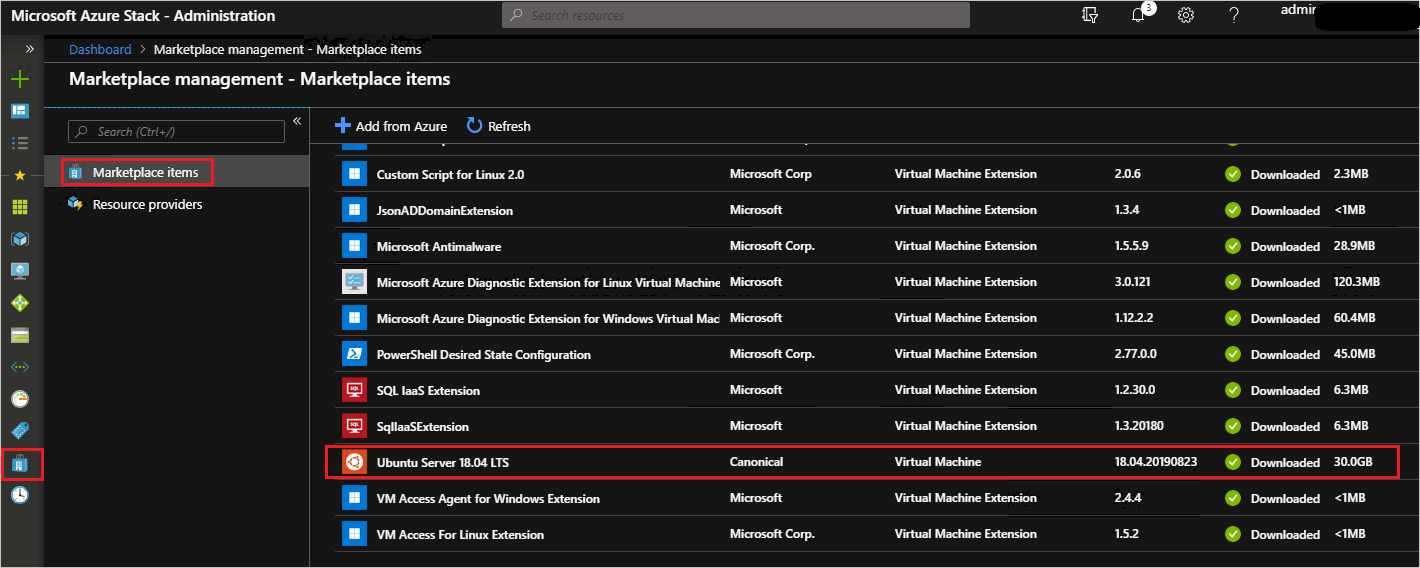 Microsoft Azure Stack - Administration
Search resources
3
admin
Dashboard > Marketplace management - Marketplace items
Marketplace management - Marketplace items
Search (Ctrl+/)
Marketplace items
Resource providers
Add from Azure Refresh
Custom Script for Linux 2.0 Microsoft Corp Virtual Machine Extension 2.0.6 Downloaded 2.3MB
JsonADDomainExtension Microsoft Virtual Machine Extension 1.3.4 Downloaded <1MB
Microsoft Antimalware Microsoft Corp. Virtual Machine Extension 1.5.5.9 Downloaded 28.9MB
Microsoft Azure Diagnostic Extension for Linux Virtual Machine Microsoft Virtual Machine Extension 3.0.121 Downloaded 120.3MB
Microsoft Azure Diagnostic Extension for Windows Virtual Mac Microsoft Virtual Machine Extension 1.12.2.2 Downloaded 60.4MB
PowerShell Desired State Configuration Microsoft Corp. Virtual Machine Extension 2.77.0.0 Downloaded 45.0MB
SQL IaaS Extension Microsoft Virtual Machine Extension 1.2.30.0 Downloaded 6.3MB
SqlIaaSExtension Microsoft Virtual Machine Extension 1.3.20180 Downloaded 6.3MB
Ubuntu Server 18.04 LTS Canonical Virtual Machine 18.04.20190823 Downloaded 30.0GB
VM Access Agent for Windows Extension Microsoft Virtual Machine Extension 2.4.4 Downloaded <1MB
VM Access For Linux Extension Microsoft Corp. Virtual Machine Extension 1.5.2 Downloaded <1MB